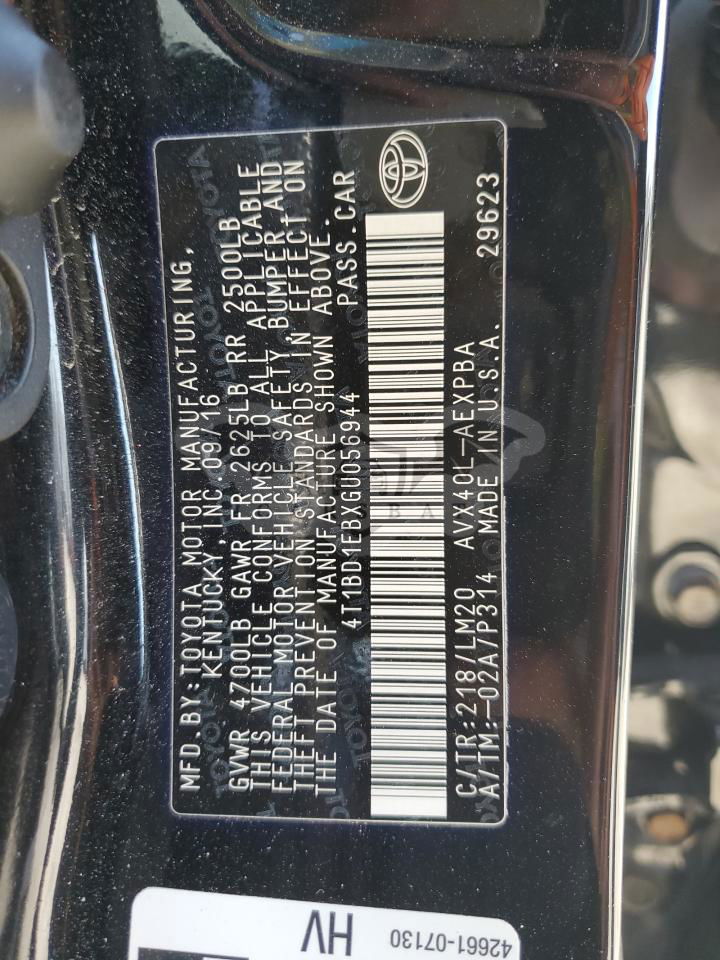 MFD.BY:TOYOTA MOTOR MANUFACTURING,
KENTUCKY, INC.09/16
GVWR 4700LB GAWR FR 2625LB RR 2500LB
THIS VEHICLE CONFORMS TO ALL APPLICABLE
FEDERAL MOTOR VEHICLE SAFETY,BUMPER,AND
THEFT PREVENTION STANDARDS IN EFFECT ON
THE DATE OF MANUFACTURE SHOWN ABOVE.
4T1BD1EBXGU056944 PASS.CAR
C/TR:218/LM20 AVX40L-AEXPBA
A/TM:-02A/P314 MADE IN U.S.A. 29623
HV
42661-07130